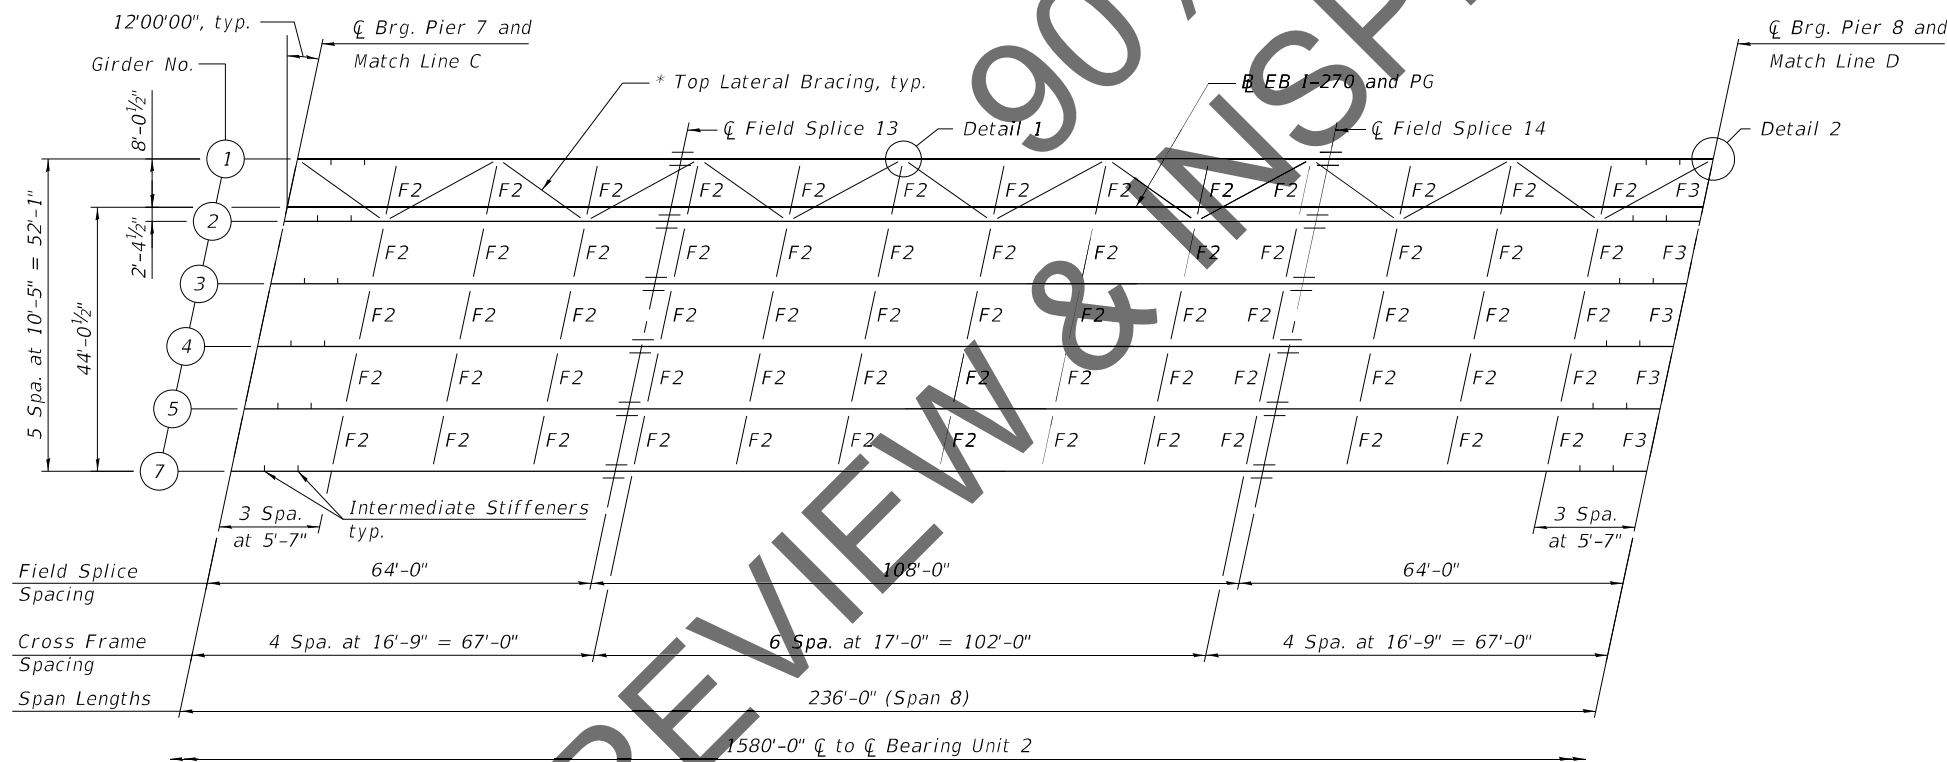 12'00'00", typ.
℄ Brg. Pier 7 and
Match Line C
℄ Brg. Pier 8 and
Match Line D
Girder No.
* Top Lateral Bracing, typ.
℄ Field Splice 13
Detail 1
B EB I-270 and PG
℄ Field Splice 14
Detail 2
8'-0½"
2'-4½"
44'-0½"
5 Spa. at 10'-5" = 52'-1"
1
F2 F2 F2 F2 F2 F2 F2 F2 F2 F2 F2 F2 F2 F3
2
F2 F2 F2 F2 F2 F2 F2 F2 F2 F2 F2 F2 F2 F3
3
F2 F2 F2 F2 F2 F2 F2 F2 F2 F2 F2 F2 F2 F3
4
F2 F2 F2 F2 F2 F2 F2 F2 F2 F2 F2 F2 F2 F3
5
F2 F2 F2 F2 F2 F2 F2 F2 F2 F2 F2 F2 F2 F3
7
3 Spa.
at 5'-7"
Intermediate Stiffeners
typ.
3 Spa.
at 5'-7"
Field Splice
Spacing
64'-0" 108'-0" 64'-0"
Cross Frame
Spacing
4 Spa. at 16'-9" = 67'-0" 6 Spa. at 17'-0" = 102'-0" 4 Spa. at 16'-9" = 67'-0"
Span Lengths
236'-0" (Span 8)
1580'-0" ℄ to ℄ Bearing Unit 2
90
REVIEW & INSP